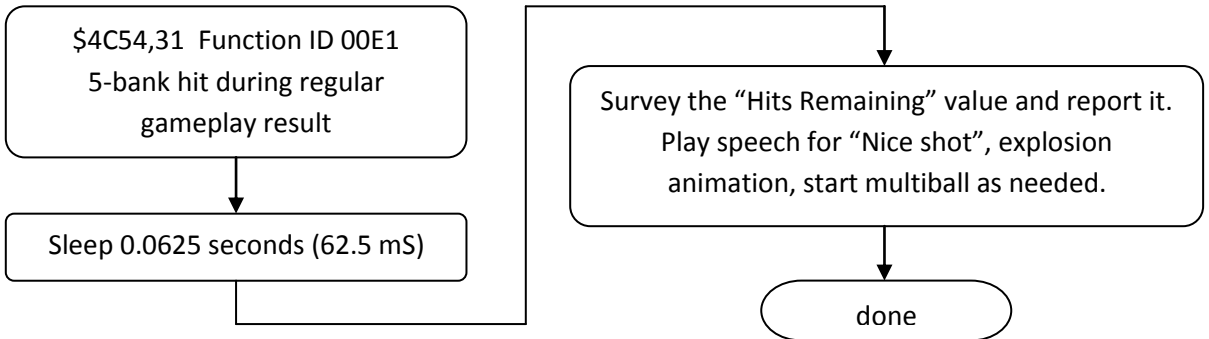 $4C54,31  Function ID 00E1
5-bank hit during regular
gameplay result
Sleep 0.0625 seconds (62.5 mS)
Survey the “Hits Remaining” value and report it.
Play speech for “Nice shot”, explosion
animation, start multiball as needed.
done